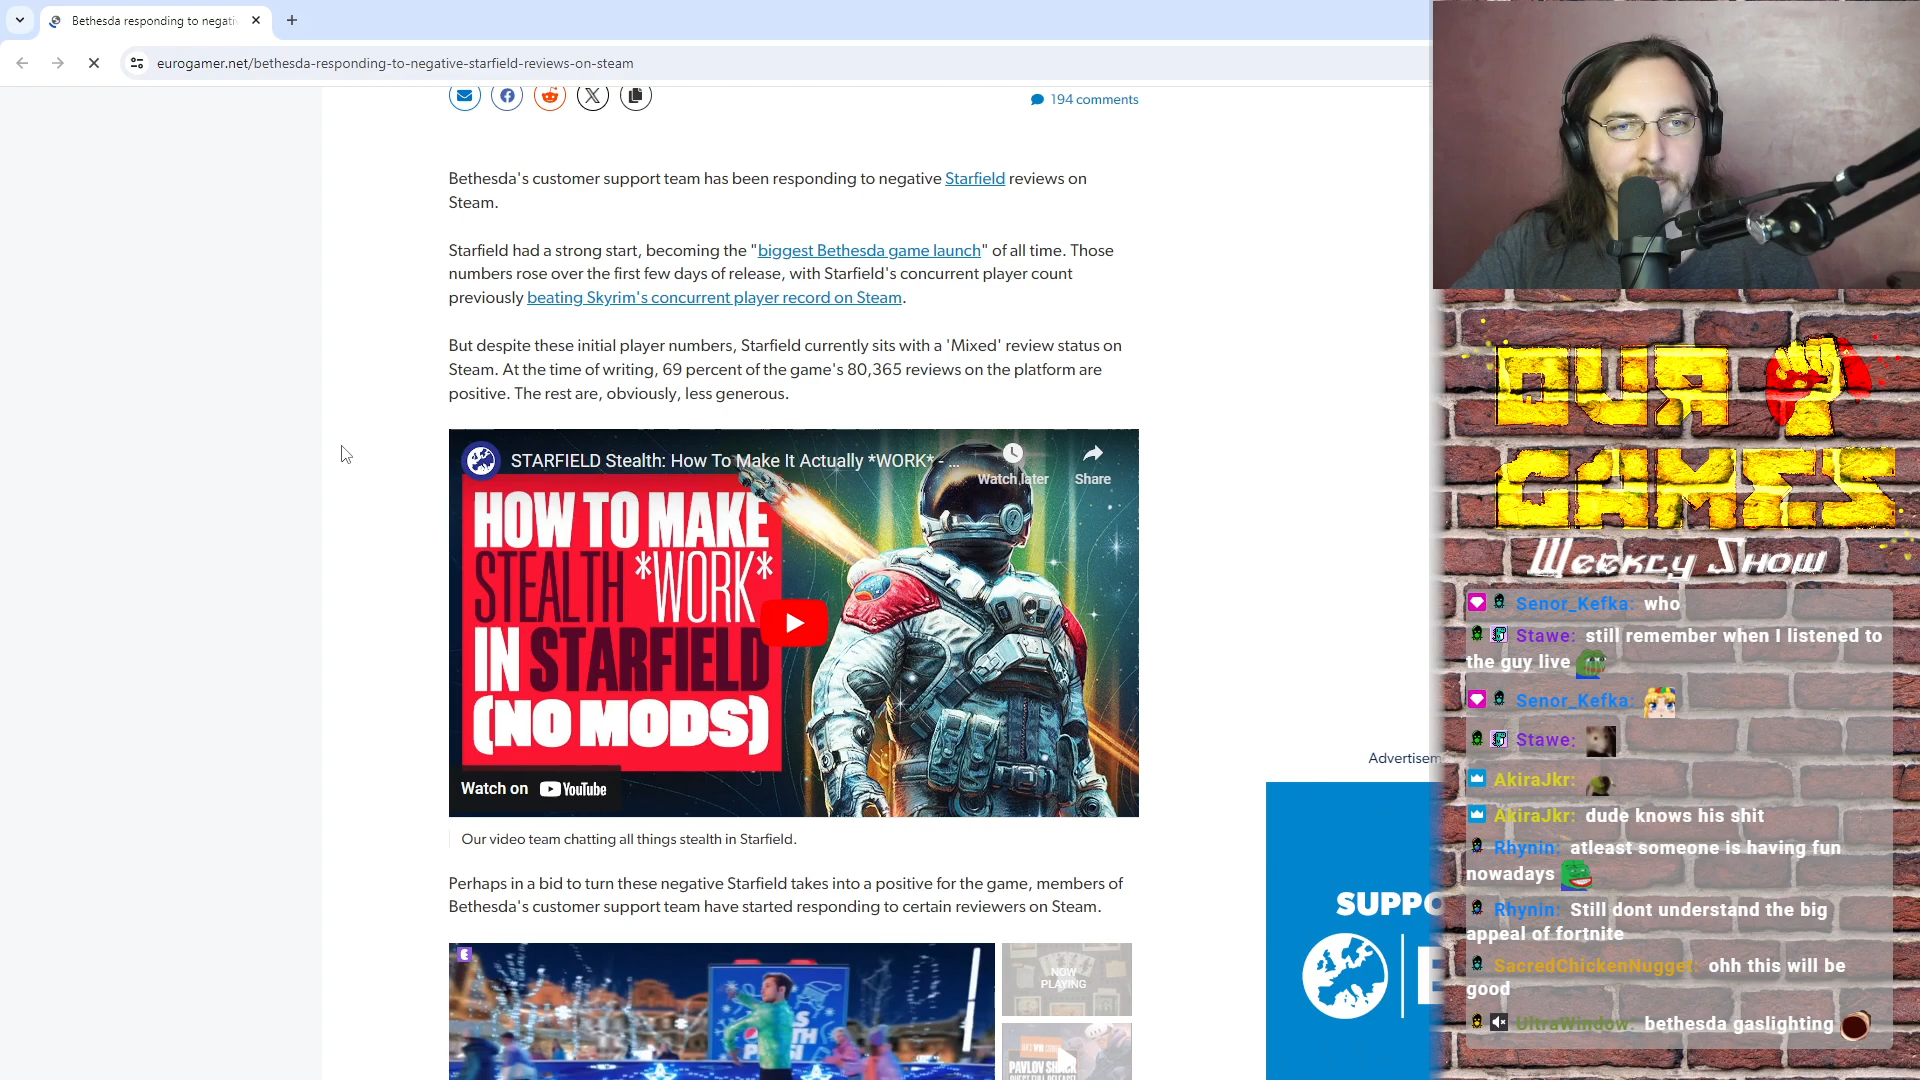 Bethesda responding to negati
eurogamer.net/bethesda-responding-to-negative-starfield-reviews-on-steam
194 comments
Bethesda's customer support team has been responding to negative Starfield reviews on
Steam.
Starfield had a strong start, becoming the "biggest Bethesda game launch" of all time. Those
numbers rose over the first few days of release, with Starfield's concurrent player count
previously beating Skyrim's concurrent player record on Steam.
But despite these initial player numbers, Starfield currently sits with a 'Mixed' review status on
Steam. At the time of writing, 69 percent of the game's 80,365 reviews on the platform are
positive. The rest are, obviously, less generous.
STARFIELD Stealth: How To Make It Actually *WORK* - ...
Watch later
Share
HOW TO MAKE
STEALTH *WORK*
IN STARFIELD
(NO MODS)
Watch on YouTube
Our video team chatting all things stealth in Starfield.
Perhaps in a bid to turn these negative Starfield takes into a positive for the game, members of
Bethesda's customer support team have started responding to certain reviewers on Steam.
NOW
PLAYING
PAVLOV SHACK
Advertisem
SUPPO
E
OUR
GAMES
Weekly Show
Senor_Kefka: who
Stawe: still remember when I listened to
the guy live
Senor_Kefka:
Stawe:
AkiraJkr:
AkiraJkr: dude knows his shit
Rhynin: atleast someone is having fun
nowadays
Rhynin: Still dont understand the big
appeal of fortnite
SacredChickenNugget: ohh this will be
good
UltraWindow: bethesda gaslighting